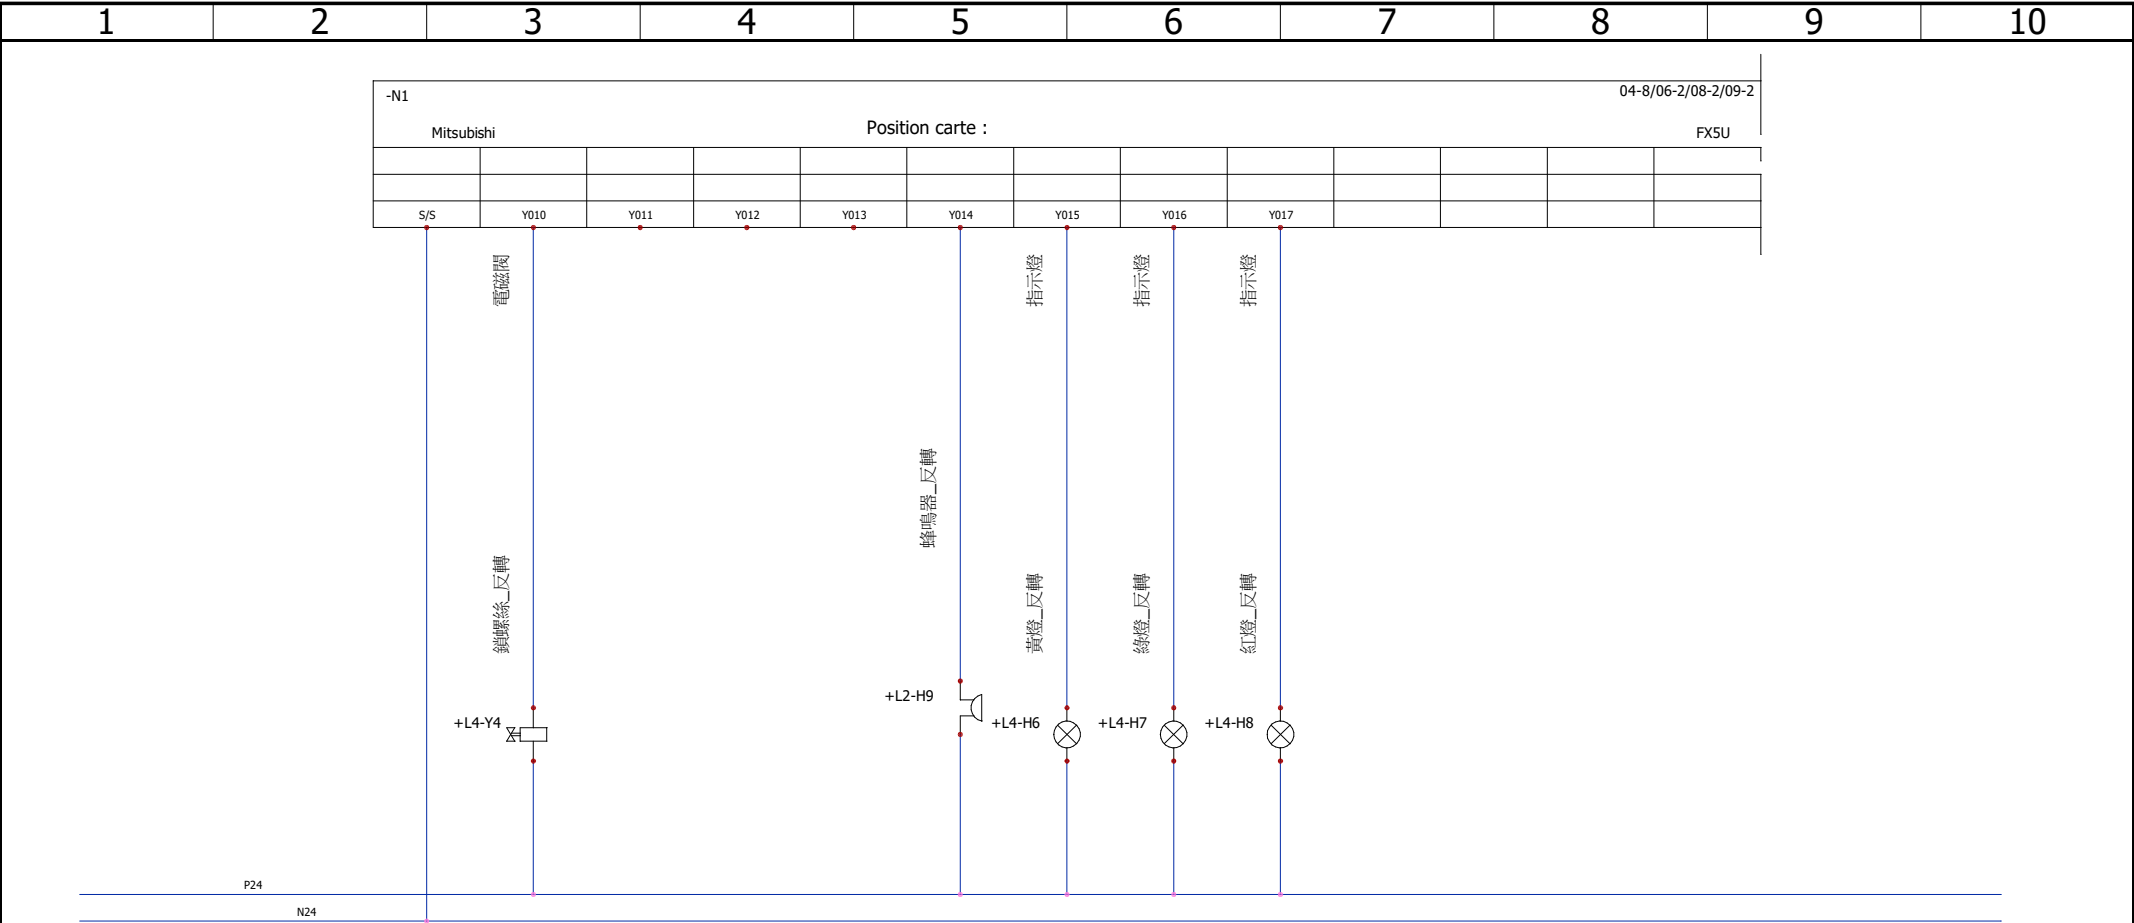 1 2 3 4 5 6 7 8 9 10
-N1 04-8/06-2/08-2/09-2
Mitsubishi Position carte : FX5U
S/S Y010 Y011 Y012 Y013 Y014 Y015 Y016 Y017
電磁閥
指示燈
指示燈
指示燈
蜂鳴器_反轉
鎖螺絲_反轉
黃燈_反轉
綠燈_反轉
紅燈_反轉
+L2-H9
+L4-Y4 +L4-H6 +L4-H7 +L4-H8
P24
N24